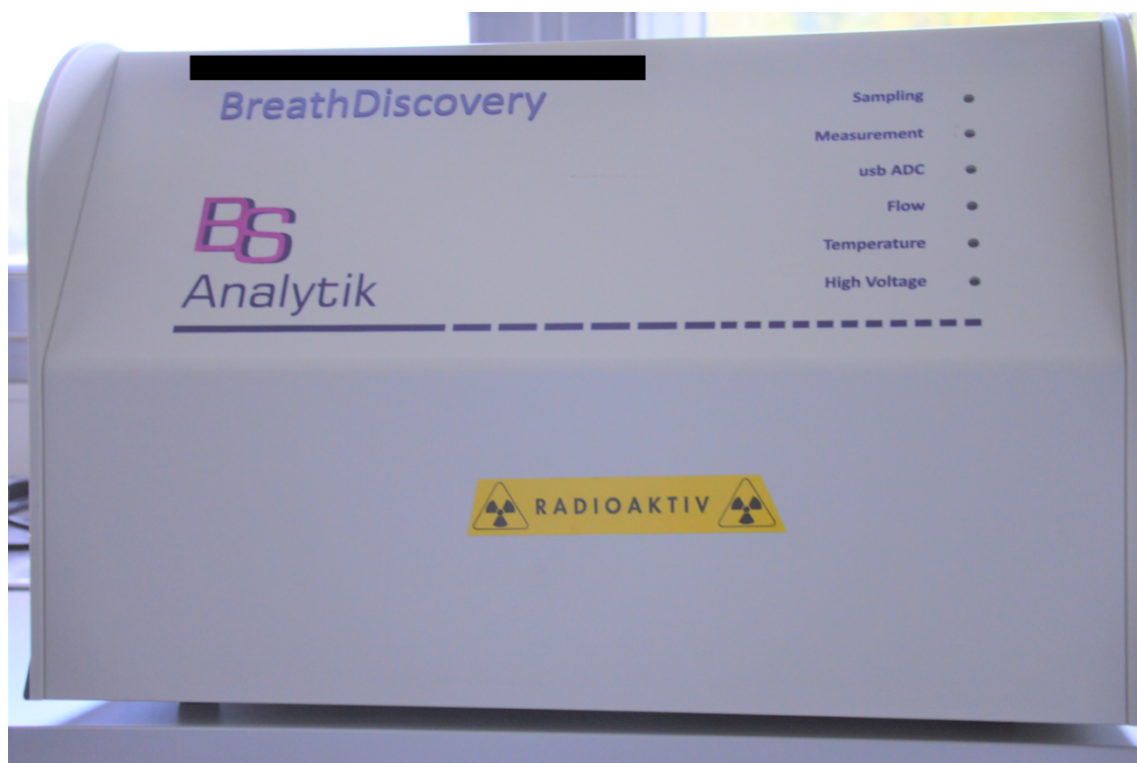 BreathDiscovery
BS
Analytik
Sampling
Measurement
usb ADC
Flow
Temperature
High Voltage
RADIOAKTIV